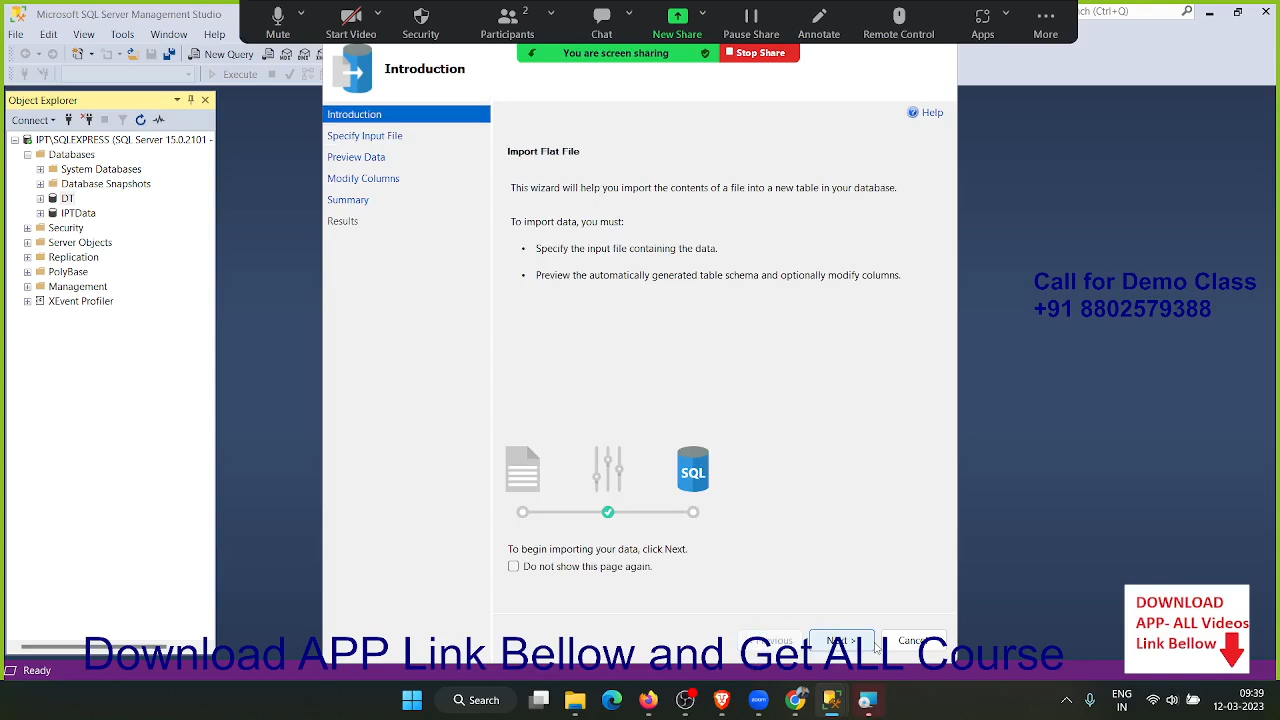 Microsoft SQL Server Management Studio
Mute
Start Video
Security
Participants
2
Chat
New Share
Pause Share
Annotate
Remote Control
Apps
More
ch (Ctrl+Q)
File
Edit
View
You are screen sharing
Stop Share
New Query
Execute
Introduction
Object Explorer
Connect
IPT\SQLEXPRESS (SQL Server 15.0.2101 -
Databases
System Databases
Database Snapshots
DT
IPTData
Security
Server Objects
Replication
PolyBase
Management
XEvent Profiler
Introduction
Specify Input File
Preview Data
Modify Columns
Summary
Results
Help
Import Flat File
This wizard will help you import the contents of a file into a new table in your database.
To import data, you must:
• Specify the input file containing the data.
• Preview the automatically generated table schema and optionally modify columns.
SQL
To begin importing your data, click Next.
Do not show this page again.
Next >
Cancel
Call for Demo Class
+91 8802579388
DOWNLOAD
APP- ALL Videos
Link Bellow
Download APP Link Bellow and Get ALL Course
Ready
Search
zoom
ENG
IN
09:39